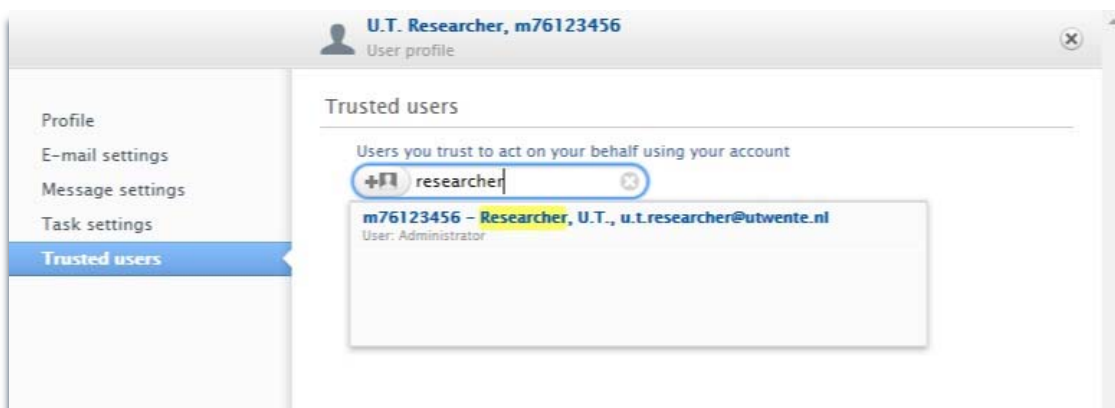 U.T. Researcher, m76123456
User profile
Profile
E-mail settings
Message settings
Task settings
Trusted users
Trusted users
Users you trust to act on your behalf using your account
researcher
m76123456 – Researcher, U.T., u.t.researcher@utwente.nl
User: Administrator